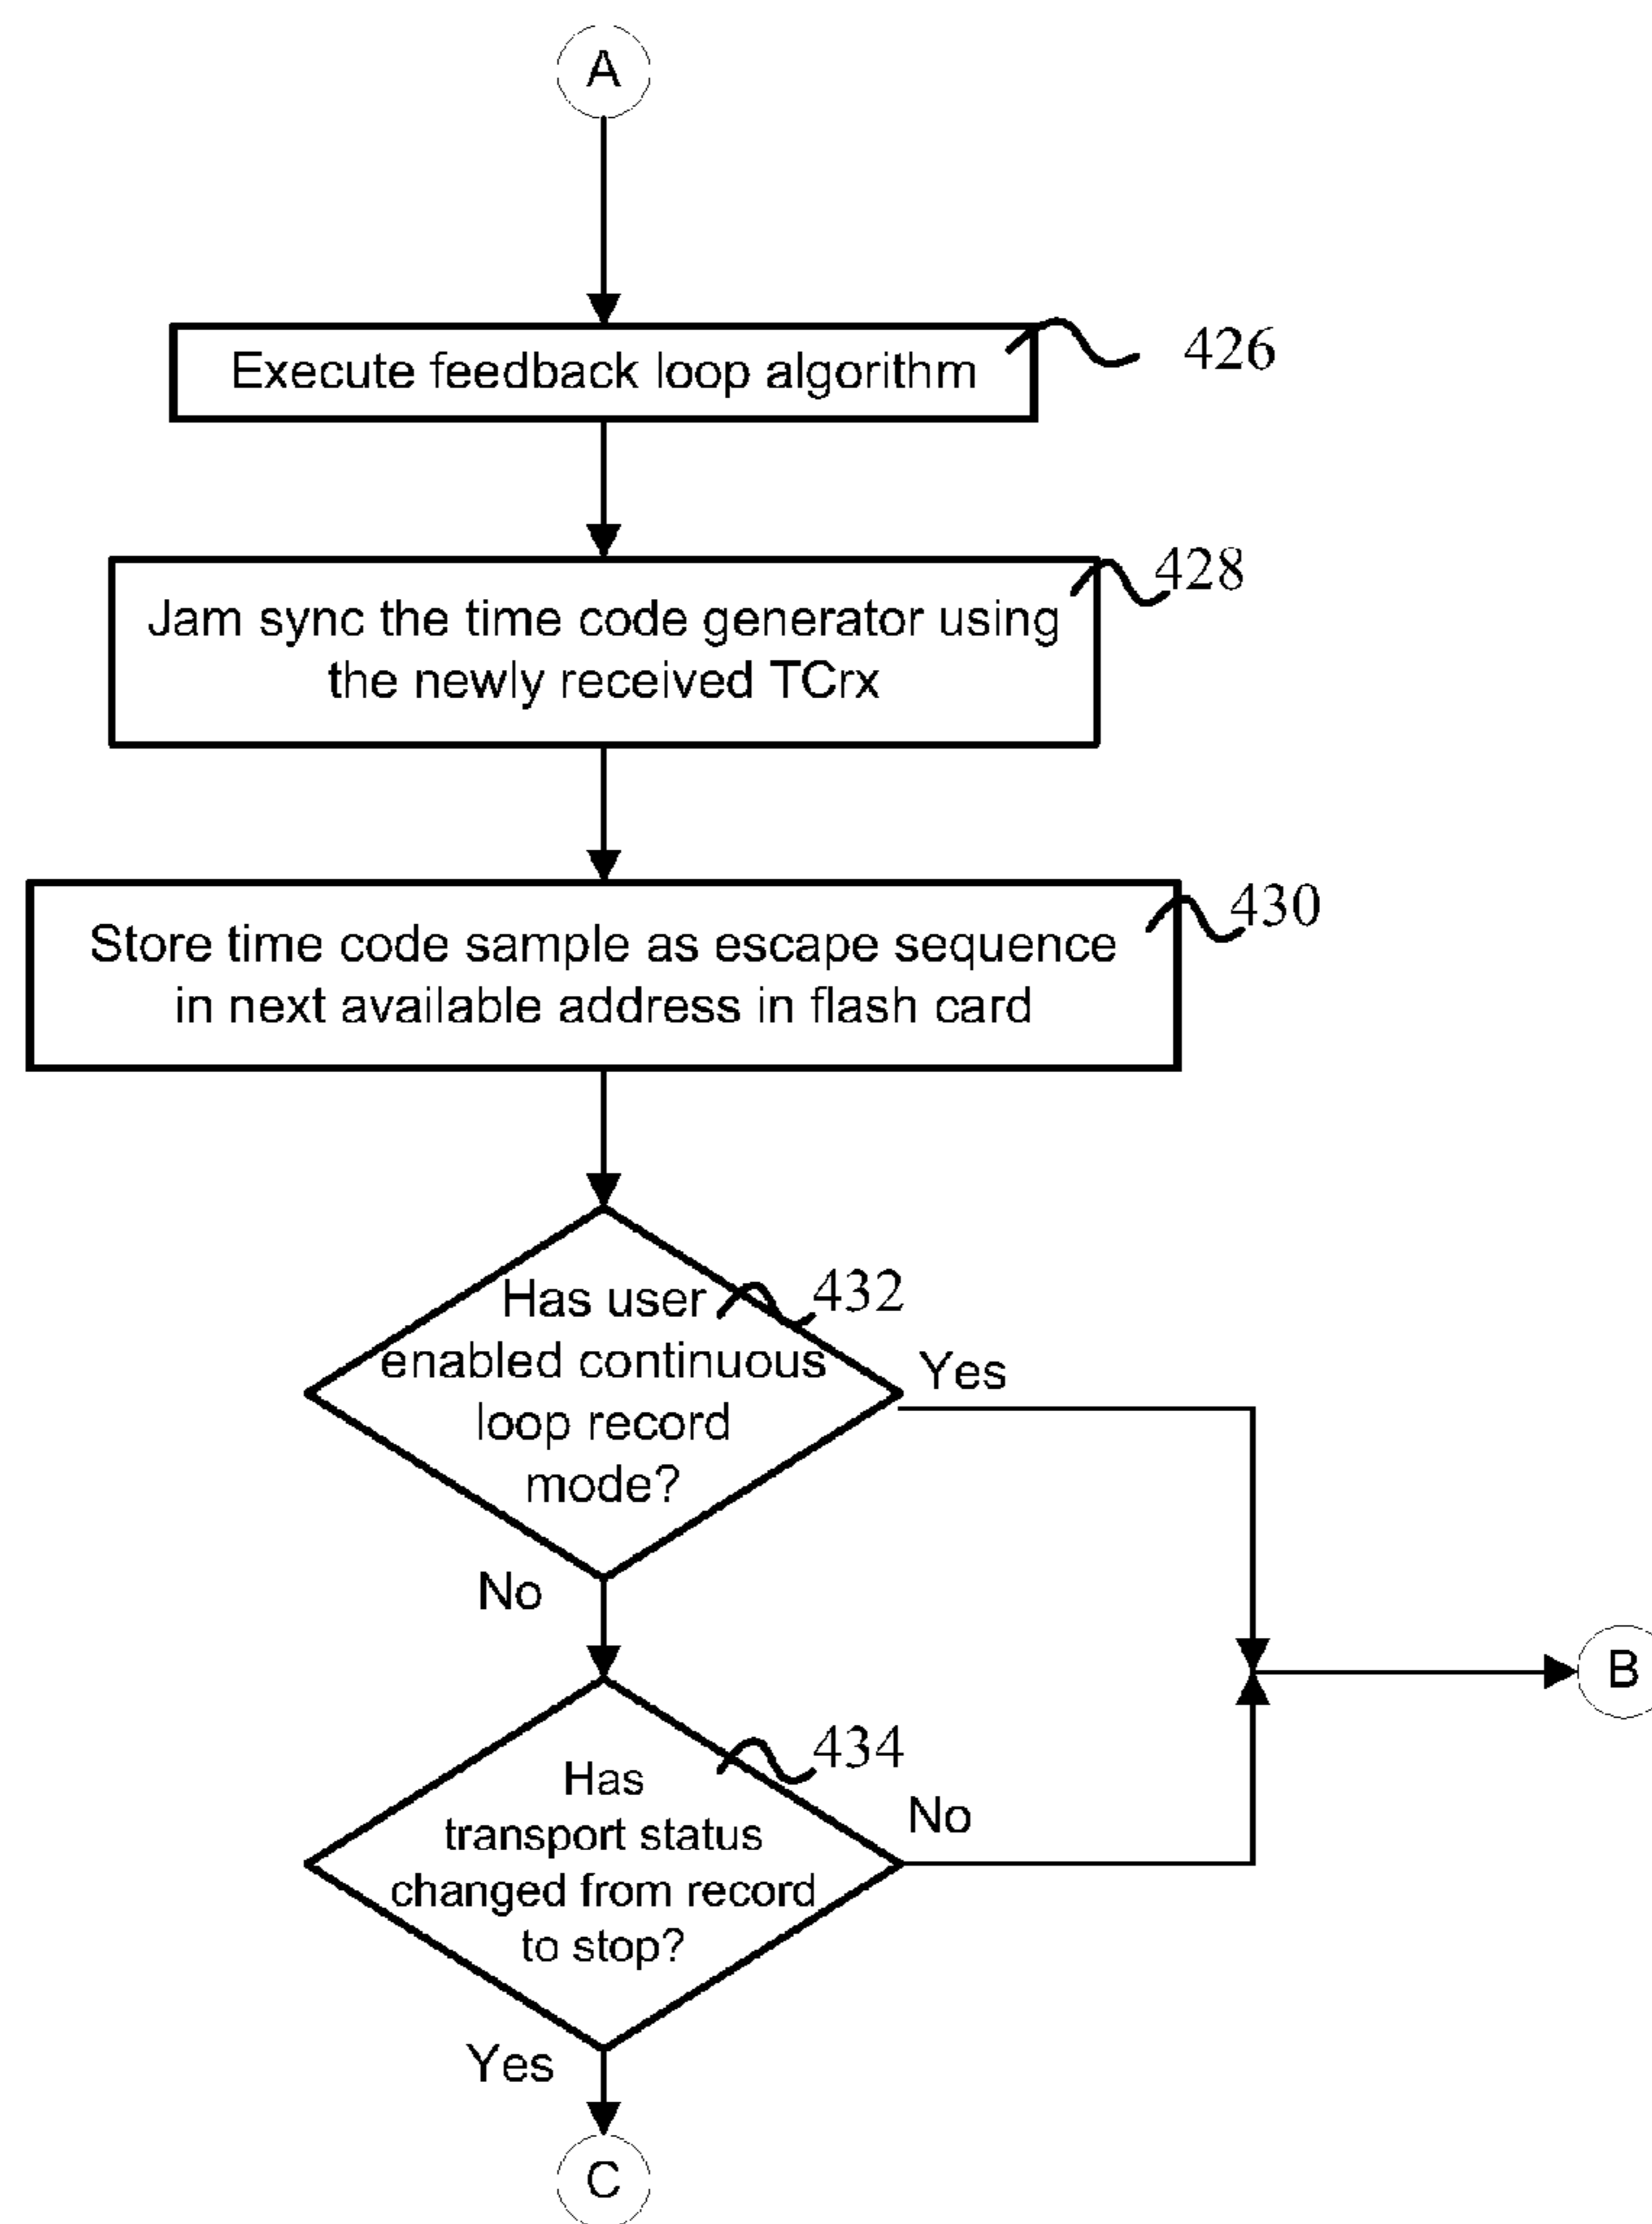 A
Execute feedback loop algorithm
426
Jam sync the time code generator using
the newly received TCrx
428
Store time code sample as escape sequence
in next available address in flash card
430
Has user
enabled continuous
loop record
mode?
432
Yes
No
B
Has
transport status
changed from record
to stop?
434
No
Yes
C